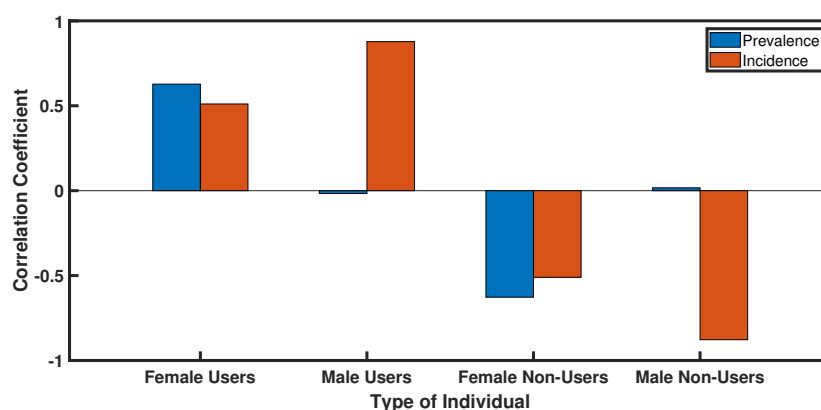 1
0.5
0
-0.5
-1
Correlation Coefficient
Prevalence
Incidence
Female Users
Male Users
Female Non-Users
Male Non-Users
Type of Individual